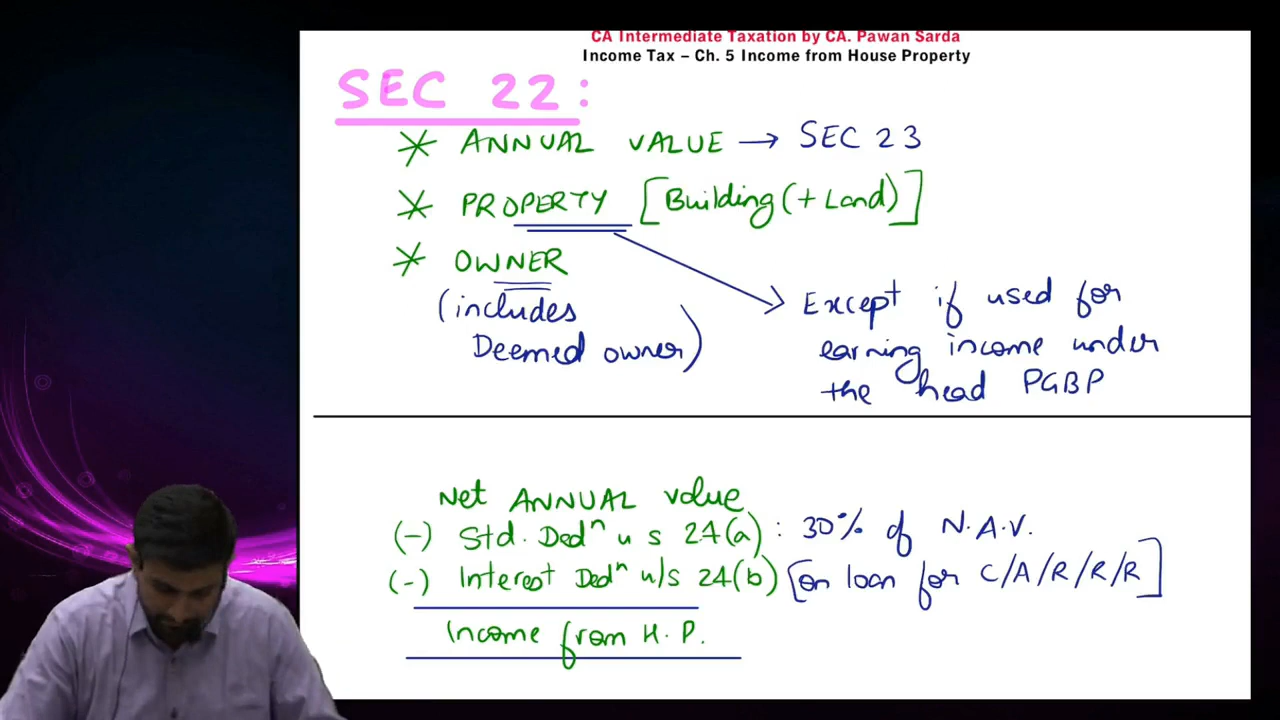 CA Intermediate Taxation by CA. Pawan Sarda
Income Tax – Ch. 5 Income from House Property
SEC 22:
* ANNUAL VALUE → SEC 23
* PROPERTY [Building (+ Land)]
* OWNER
(includes
Deemed owner)
Except if used for
earning income under
the head PGBP
Net ANNUAL value
(-) Std. Dedⁿ u s 24(a) : 30% of N.A.V.
(-) Interest Dedⁿ u/s 24(b) [on loan for C/A/R/R/R]
Income from H.P.